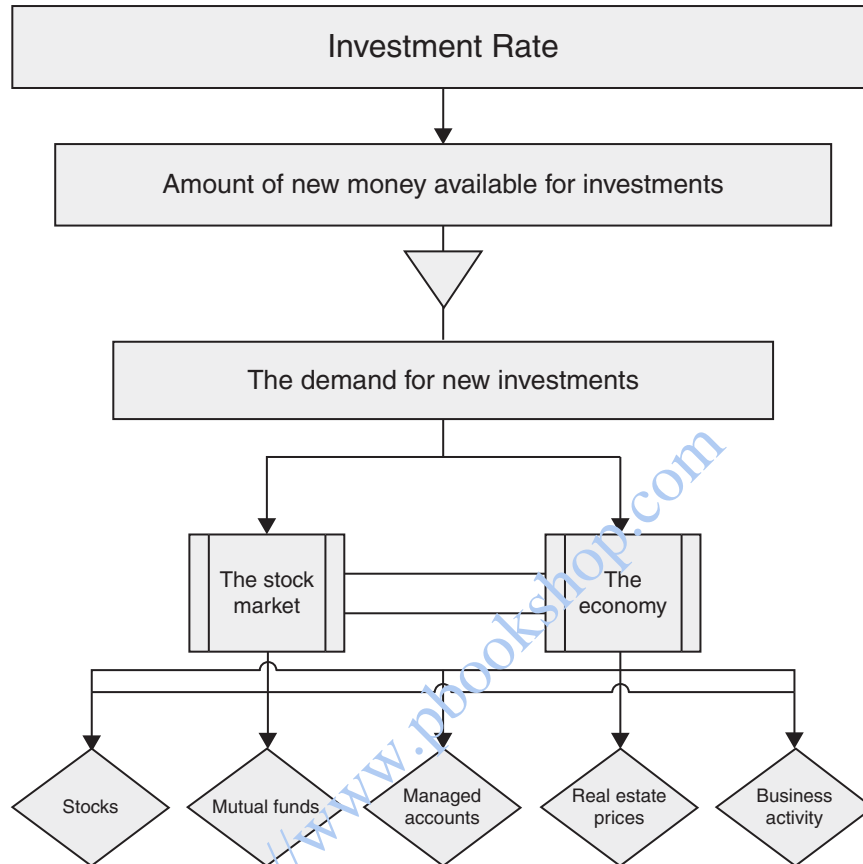 Investment Rate
Amount of new money available for investments
The demand for new investments
The stock
market
The
economy
Stocks
Mutual funds
Managed
accounts
Real estate
prices
Business
activity
//www.pbookshop.com